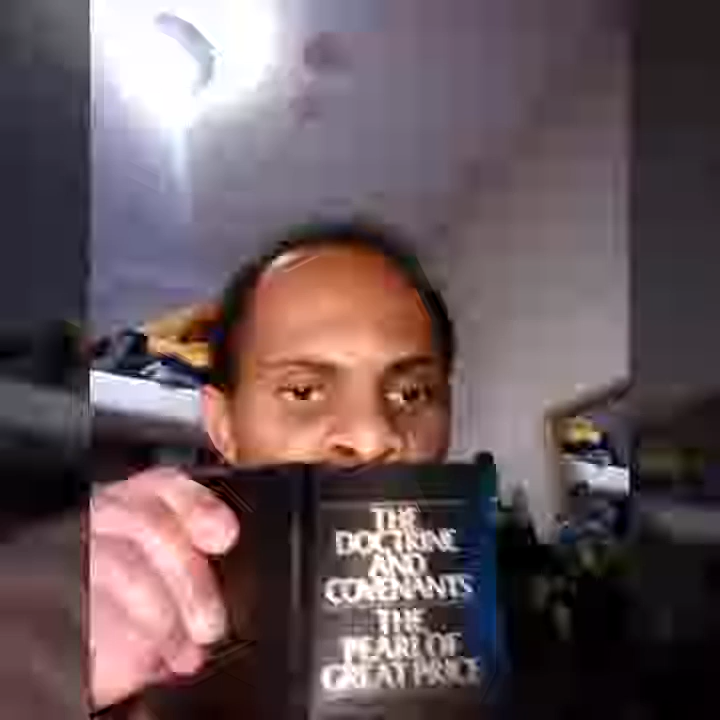 THE
DOCTRINE
AND
COVENANTS
THE
PEARL OF
GREAT PRICE